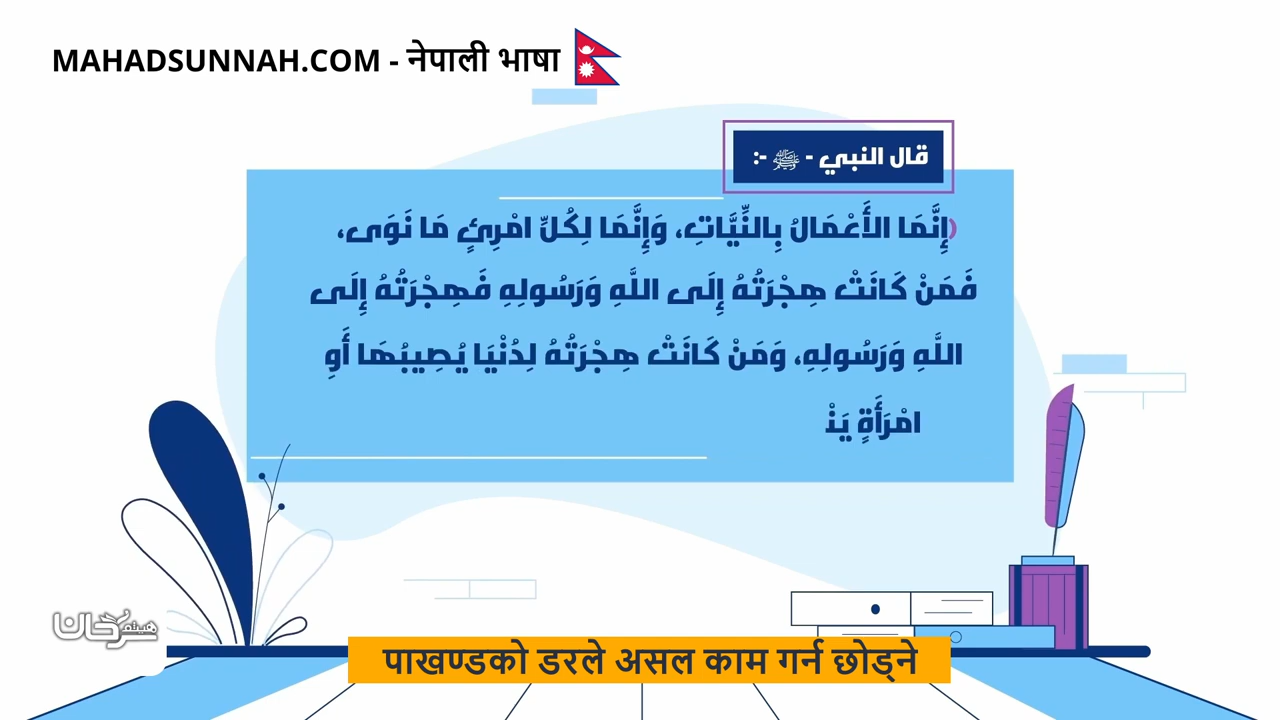 MAHADSUNNAH.COM - नेपाली भाषा
قال النبي - ﷺ -:
(إِنَّمَا الأَعْمَالُ بِالنِّيَّاتِ، وَإِنَّمَا لِكُلِّ امْرِئٍ مَا نَوَى،
فَمَنْ كَانَتْ هِجْرَتُهُ إِلَى اللَّهِ وَرَسُولِهِ فَهِجْرَتُهُ إِلَى
اللَّهِ وَرَسُولِهِ، وَمَنْ كَانَتْ هِجْرَتُهُ لِدُنْيَا يُصِيبُهَا أَوِ
امْرَأَةٍ يَنْ
पाखण्डको डरले असल काम गर्न छोड्ने